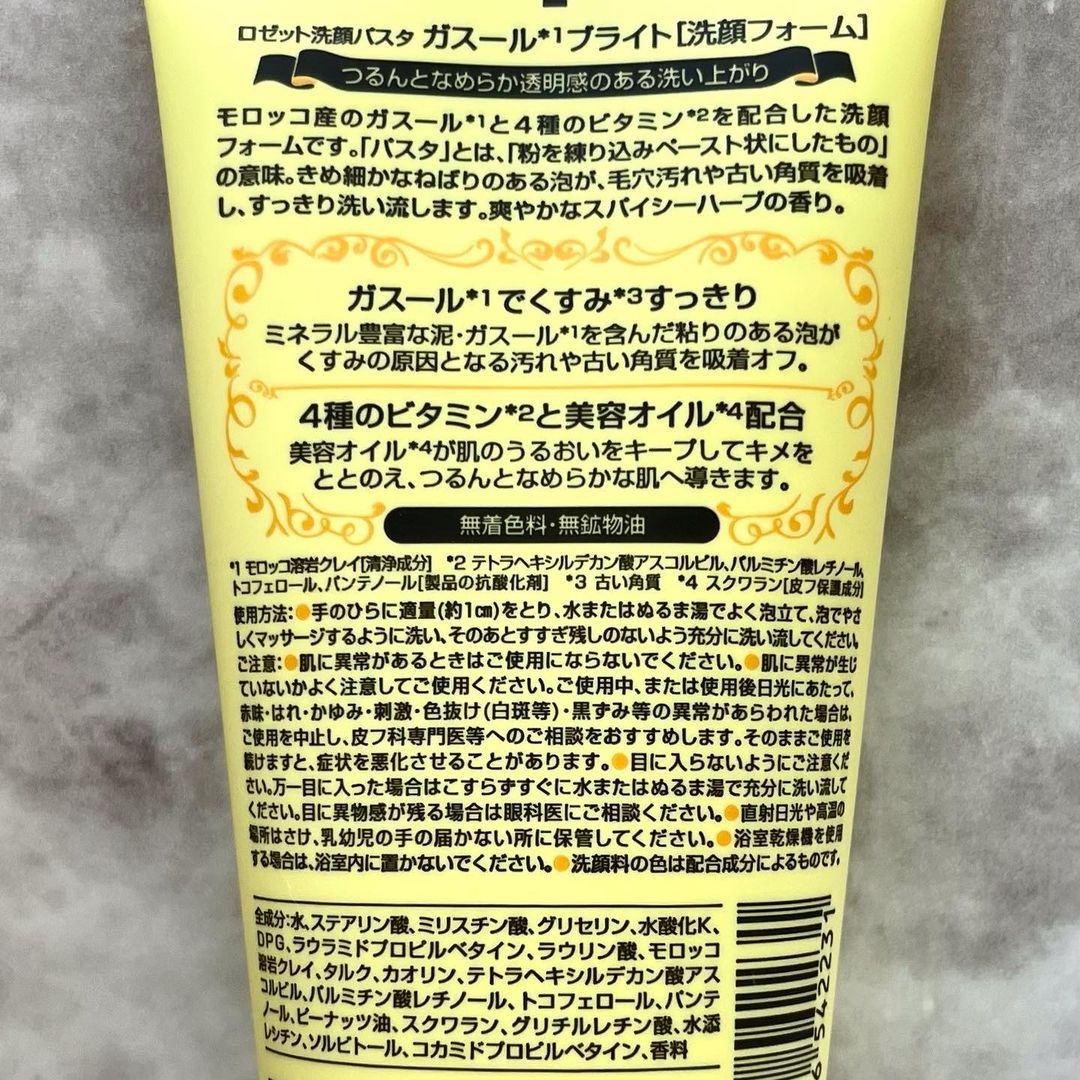 ロゼット洗顔パスタ ガスール*1ブライト[洗顔フォーム]
つるんとなめらか透明感のある洗い上がり
モロッコ産のガスール*1と4種のビタミン*2を配合した洗顔
フォームです。「パスタ」とは、「粉を練り込みペースト状にしたもの」
の意味。きめ細かなねばりのある泡が、毛穴汚れや古い角質を吸着
し、すっきり洗い流します。爽やかなスパイシーハーブの香り。
ガスール*1でくすみ*3すっきり
ミネラル豊富な泥・ガスール*1を含んだ粘りのある泡が
くすみの原因となる汚れや古い角質を吸着オフ。
4種のビタミン*2と美容オイル*4配合
美容オイル*4が肌のうるおいをキープしてキメを
ととのえ、つるんとなめらかな肌へ導きます。
無着色料・無鉱物油
*1 モロッコ溶岩クレイ[清浄成分] *2 テトラヘキシルデカン酸アスコルビル、パルミチン酸レチノール、
トコフェロール、パンテノール[製品の抗酸化剤] *3 古い角質 *4 スクワラン[皮フ保護成分]
使用方法:●手のひらに適量(約1cm)をとり、水またはぬるま湯でよく泡立て、泡でやさ
しくマッサージするように洗い、そのあとすすぎ残しのないよう充分に洗い流してください。
ご注意:●肌に異常があるときはご使用にならないでください。●肌に異常が生じ
ていないかよく注意してご使用ください。ご使用中、または使用後日光にあたって、
赤味・はれ・かゆみ・刺激・色抜け(白斑等)・黒ずみ等の異常があらわれた場合は、
ご使用を中止し、皮フ科専門医等へのご相談をおすすめします。そのままご使用を
続けますと、症状を悪化させることがあります。●目に入らないようにご注意くだ
さい。万一目に入った場合はこすらずすぐに水またはぬるま湯で充分に洗い流して
ください。目に異物感が残る場合は眼科医にご相談ください。●直射日光や高温の
場所はさけ、乳幼児の手の届かない所に保管してください。●浴室乾燥機を使用
する場合は、浴室内に置かないでください。●洗顔料の色は配合成分によるものです。
全成分:水、ステアリン酸、ミリスチン酸、グリセリン、水酸化K、
DPG、ラウラミドプロピルベタイン、ラウリン酸、モロッコ
溶岩クレイ、タルク、カオリン、テトラヘキシルデカン酸アス
コルビル、パルミチン酸レチノール、トコフェロール、パンテ
ノール、ピーナッツ油、スクワラン、グリチルレチン酸、水添
レシチン、ソルビトール、コカミドプロピルベタイン、香料
6542231